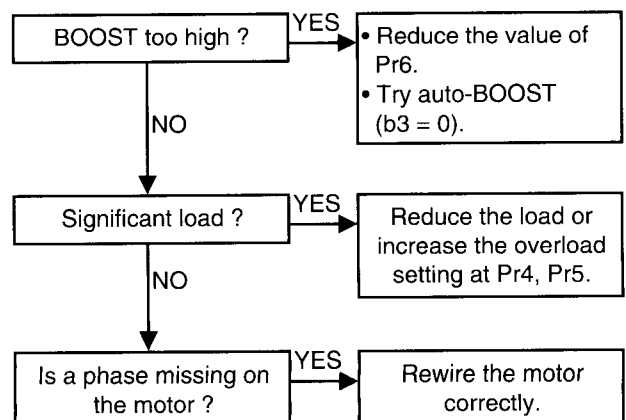 BOOST too high ?
YES
• Reduce the value of
Pr6.
• Try auto-BOOST
(b3 = 0).
NO
Significant load ?
YES
Reduce the load or
increase the overload
setting at Pr4, Pr5.
NO
Is a phase missing on
the motor ?
YES
Rewire the motor
correctly.